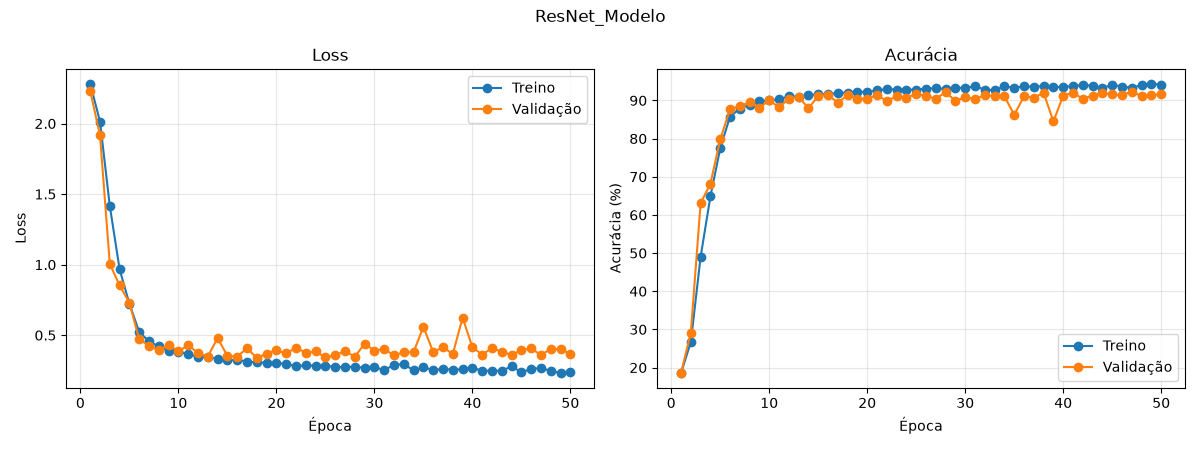 ResNet_Modelo
Loss
Treino
Validação
2.0
1.5
1.0
0.5
Loss
0 10 20 30 40 50
Época
Acurácia
90
80
70
60
50
40
30
20
Acurácia (%)
Treino
Validação
0 10 20 30 40 50
Época